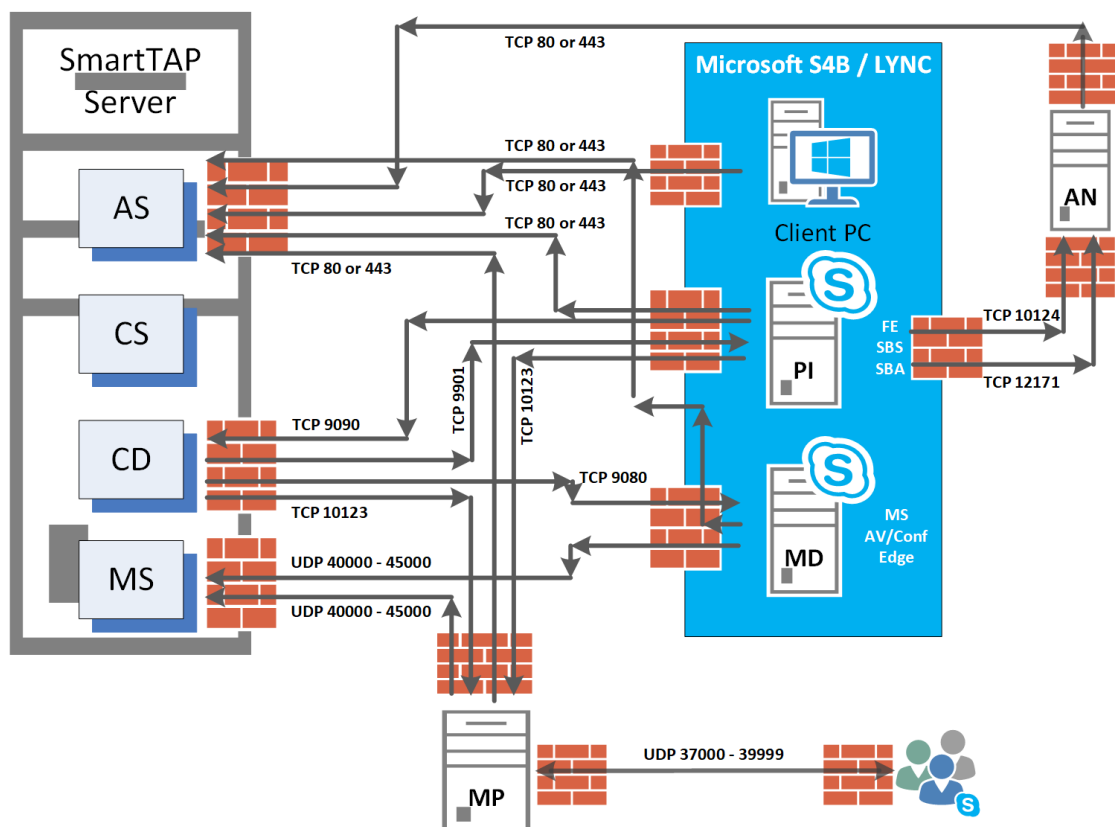 SmartTAP
Server
AS
CS
CD
MS
TCP 80 or 443
TCP 80 or 443
TCP 80 or 443
TCP 80 or 443
TCP 80 or 443
TCP 9090
TCP 9901
TCP 10123
TCP 9080
TCP 10123
UDP 40000 - 45000
UDP 40000 - 45000
Microsoft S4B / LYNC
Client PC
S
PI
FE
SBS
SBA
S
MD
MS
AV/Conf
Edge
AN
TCP 10124
TCP 12171
MP
UDP 37000 - 39999
S